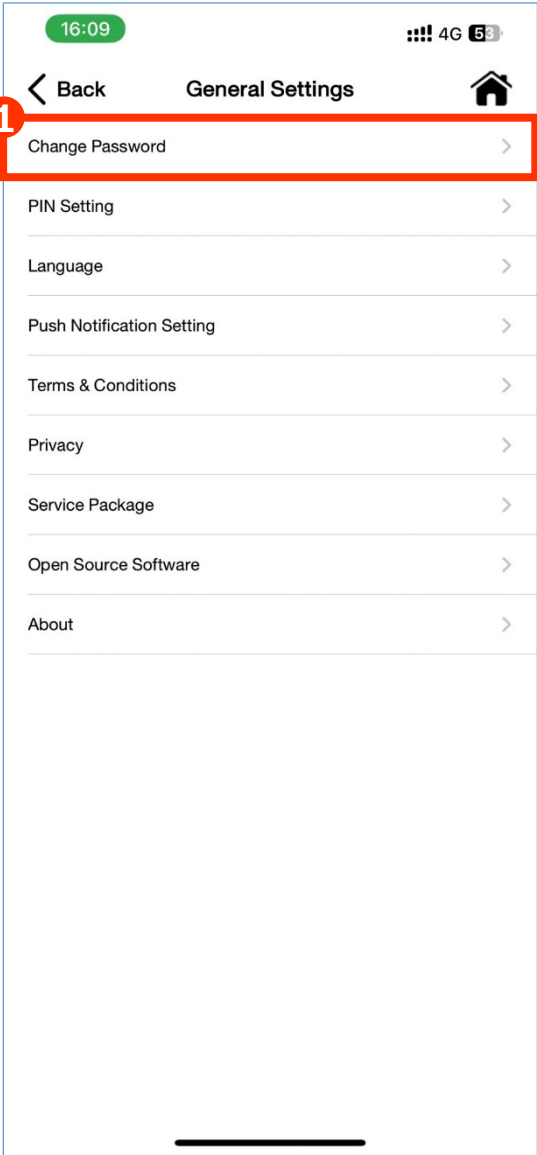 16:09 4G 53
Back General Settings
1
Change Password
PIN Setting
Language
Push Notification Setting
Terms & Conditions
Privacy
Service Package
Open Source Software
About